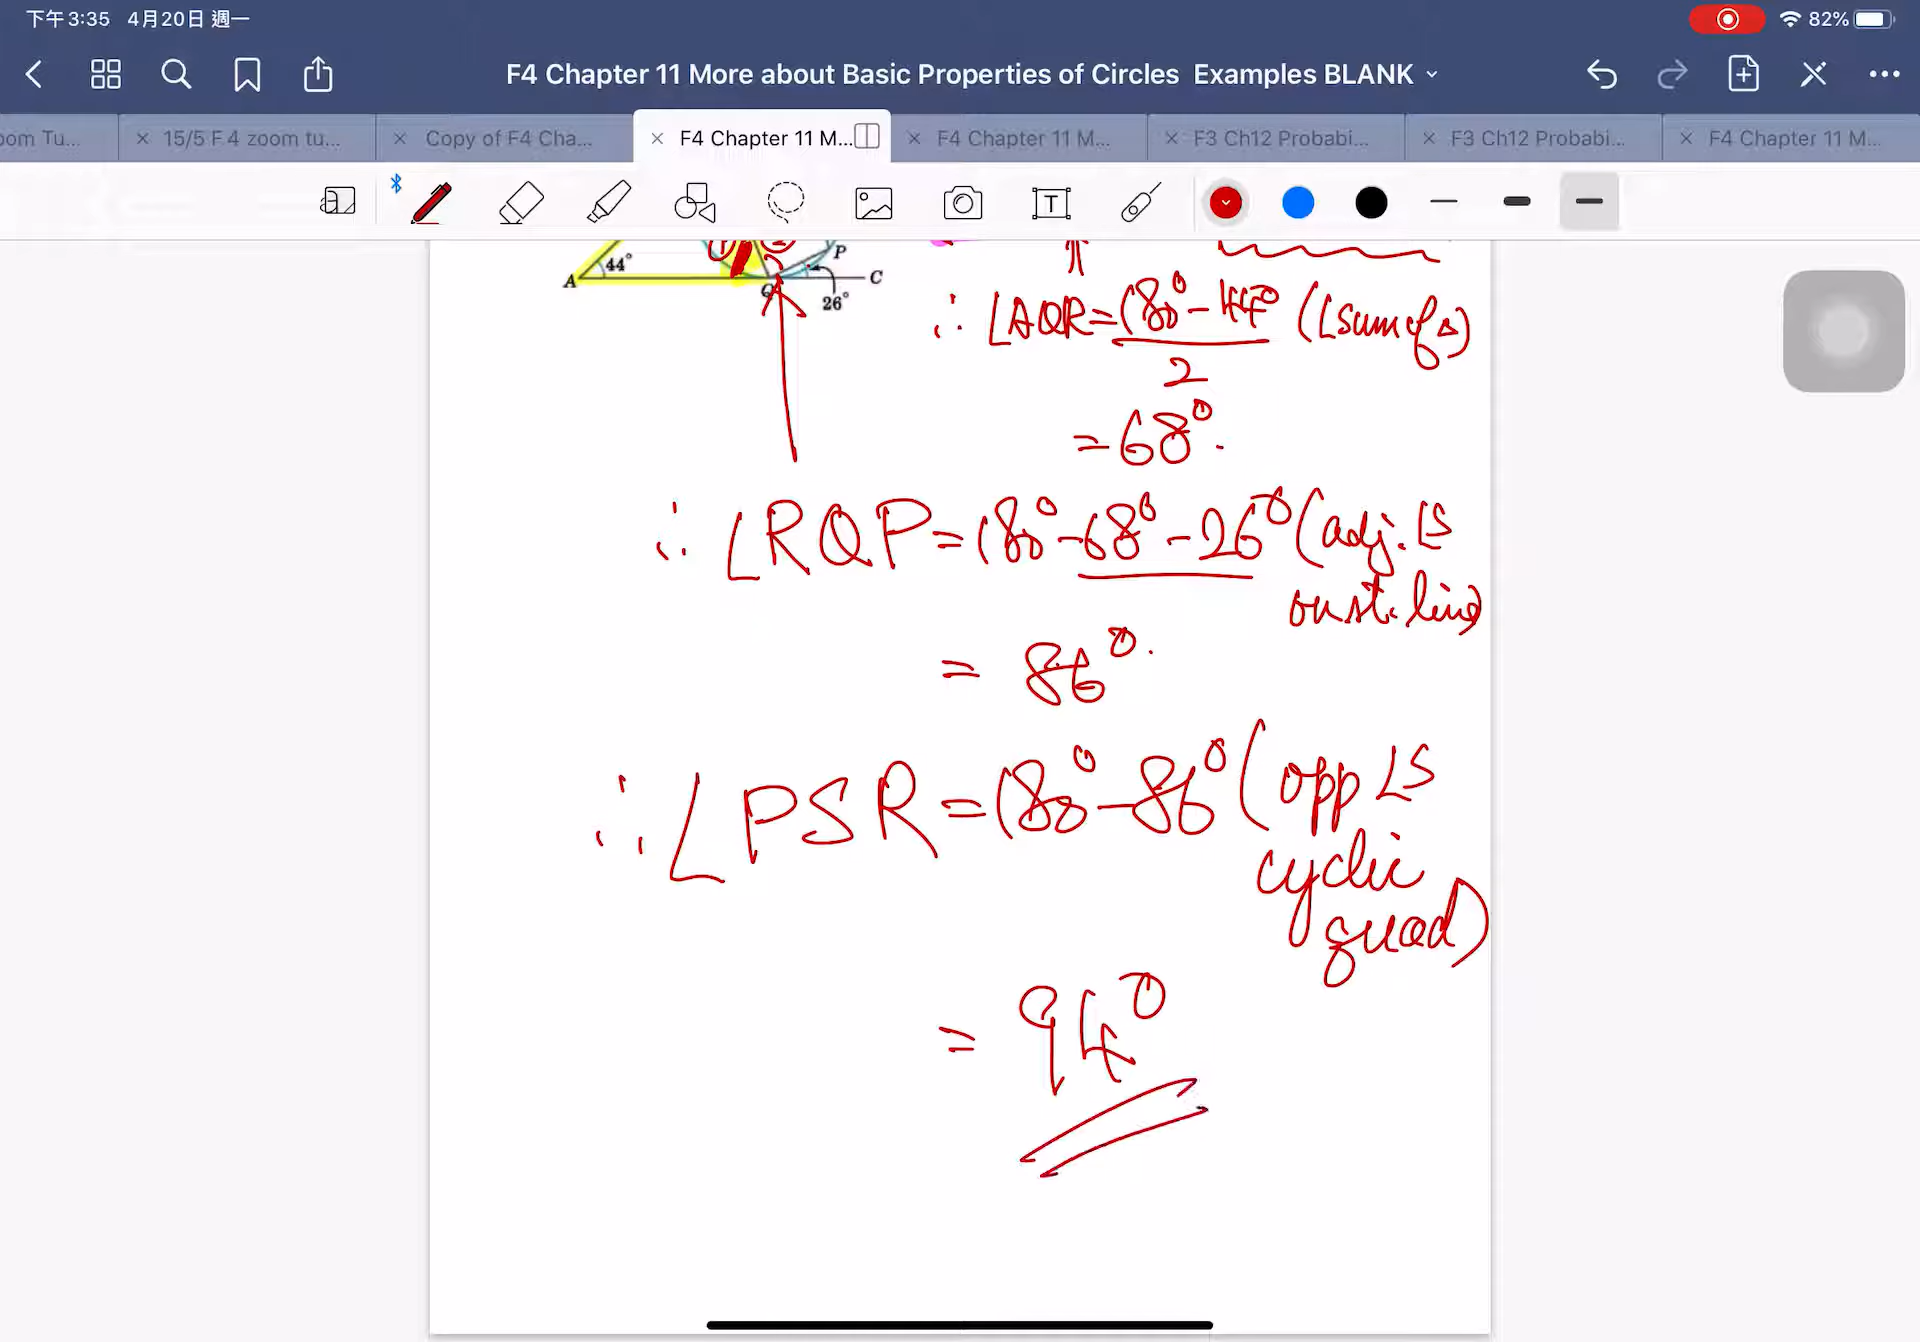 下午3:35 4月20日 週一
82%
F4 Chapter 11 More about Basic Properties of Circles Examples BLANK
oom Tu...
15/5 F 4 zoom tu...
Copy of F4 Cha...
F4 Chapter 11 M...
F4 Chapter 11 M...
F3 Ch12 Probabi...
F3 Ch12 Probabi...
F4 Chapter 11 M...
a
T
P
44°
A
Q
C
26°
∴ ∠AQR = 180° - 44° (∠ sum of △)
2
= 68°.
∴ ∠RQP = 180° - 68° - 26° (adj. ∠s
on st. line)
= 86°.
∴ ∠PSR = 180° - 86° (opp ∠s
cyclic
quad)
= 94°